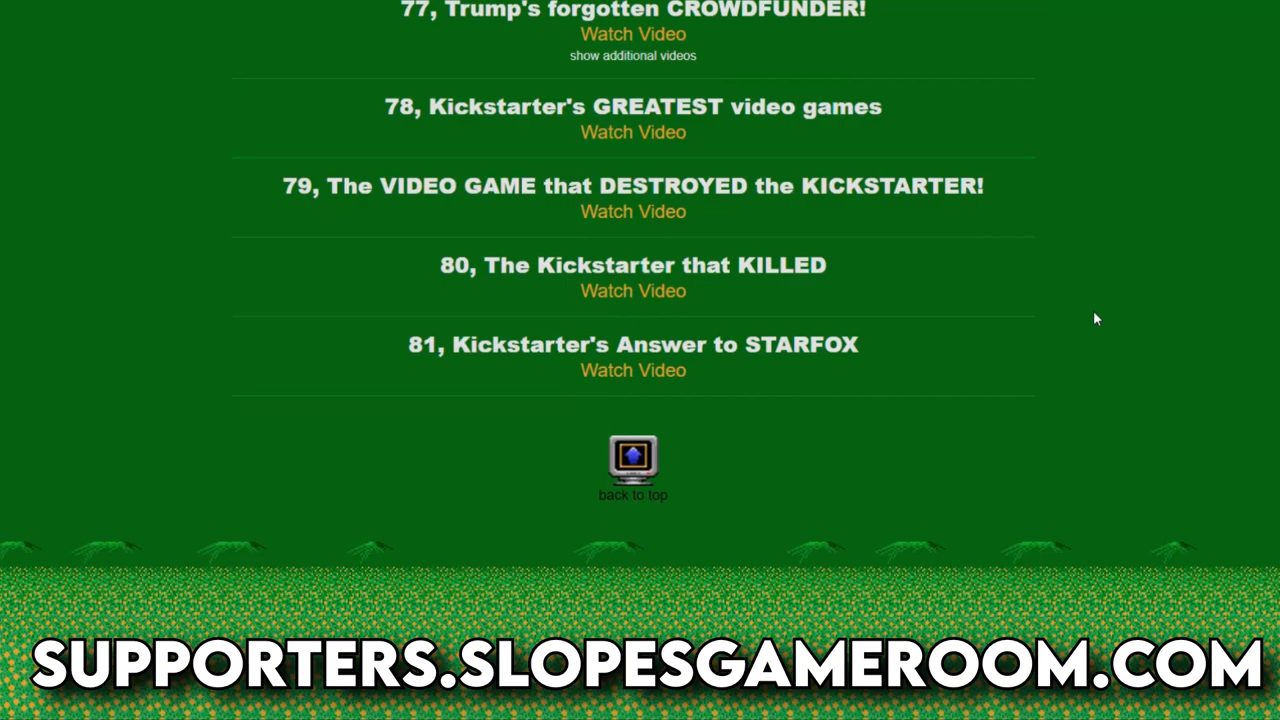 77, Trump's forgotten CROWDFUNDER!
Watch Video
show additional videos
78, Kickstarter's GREATEST video games
Watch Video
79, The VIDEO GAME that DESTROYED the KICKSTARTER!
Watch Video
80, The Kickstarter that KILLED
Watch Video
81, Kickstarter's Answer to STARFOX
Watch Video
back to top
SUPPORTERS.SLOPESGAMEROOM.COM